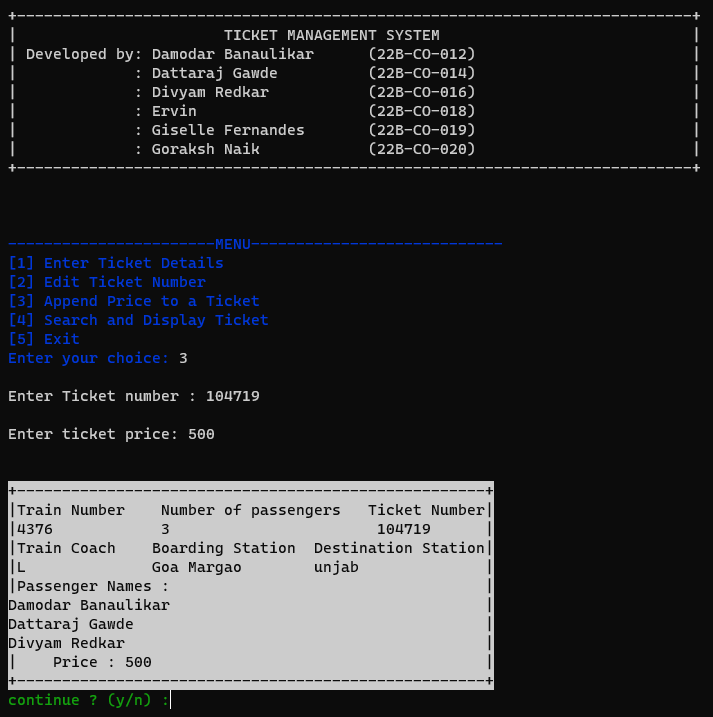 +---------------------------------------------------------------------------+
|                       TICKET MANAGEMENT SYSTEM                            |
| Developed by: Damodar Banaulikar      (22B-CO-012)                        |
|             : Dattaraj Gawde          (22B-CO-014)                        |
|             : Divyam Redkar           (22B-CO-016)                        |
|             : Ervin                   (22B-CO-018)                        |
|             : Giselle Fernandes       (22B-CO-019)                        |
|             : Goraksh Naik            (22B-CO-020)                        |
+---------------------------------------------------------------------------+
-----------------------MENU----------------------------
[1] Enter Ticket Details
[2] Edit Ticket Number
[3] Append Price to a Ticket
[4] Search and Display Ticket
[5] Exit
Enter your choice: 3
Enter Ticket number : 104719
Enter ticket price: 500
+----------------------------------------------------+
|Train Number    Number of passengers   Ticket Number|
|4376            3                       104719      |
|Train Coach    Boarding Station  Destination Station|
|L              Goa Margao        unjab              |
|Passenger Names :                                   |
Damodar Banaulikar                                   |
Dattaraj Gawde                                       |
Divyam Redkar                                        |
|    Price : 500                                     |
+----------------------------------------------------+
continue ? (y/n) :